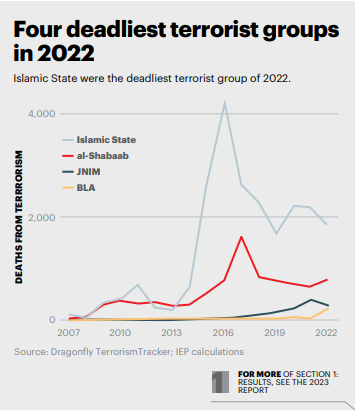 Four deadliest terrorist groups
in 2022
Islamic State were the deadliest terrorist group of 2022.
DEATHS FROM TERRRORISM
4,000
2,000
0
Islamic State
al-Shabaab
JNIM
BLA
2007 2010 2013 2016 2019 2022
Source: Dragonfly TerrorismTracker; IEP calculations
1
FOR MORE OF SECTION 1:
RESULTS, SEE THE 2023
REPORT